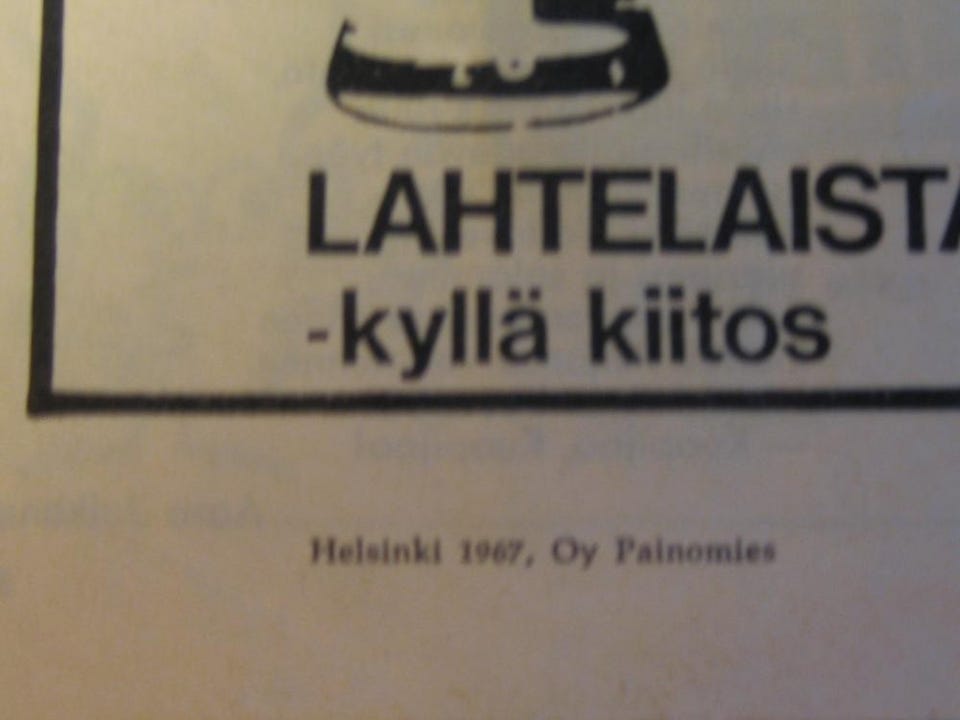 LAHTELAISTA
-kyllä kiitos
Helsinki 1967, Oy Painomies